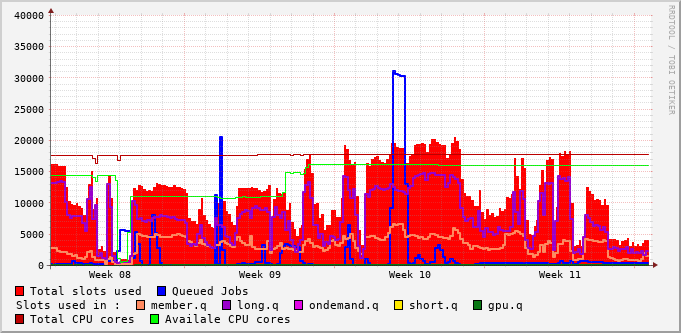 40000
35000
30000
25000
20000
15000
10000
5000
0
Week 08 Week 09 Week 10 Week 11
RRDTOOL / TOBI OETIKER
Total slots used Queued Jobs
Slots used in : member.q long.q ondemand.q short.q gpu.q
Total CPU cores Availale CPU cores